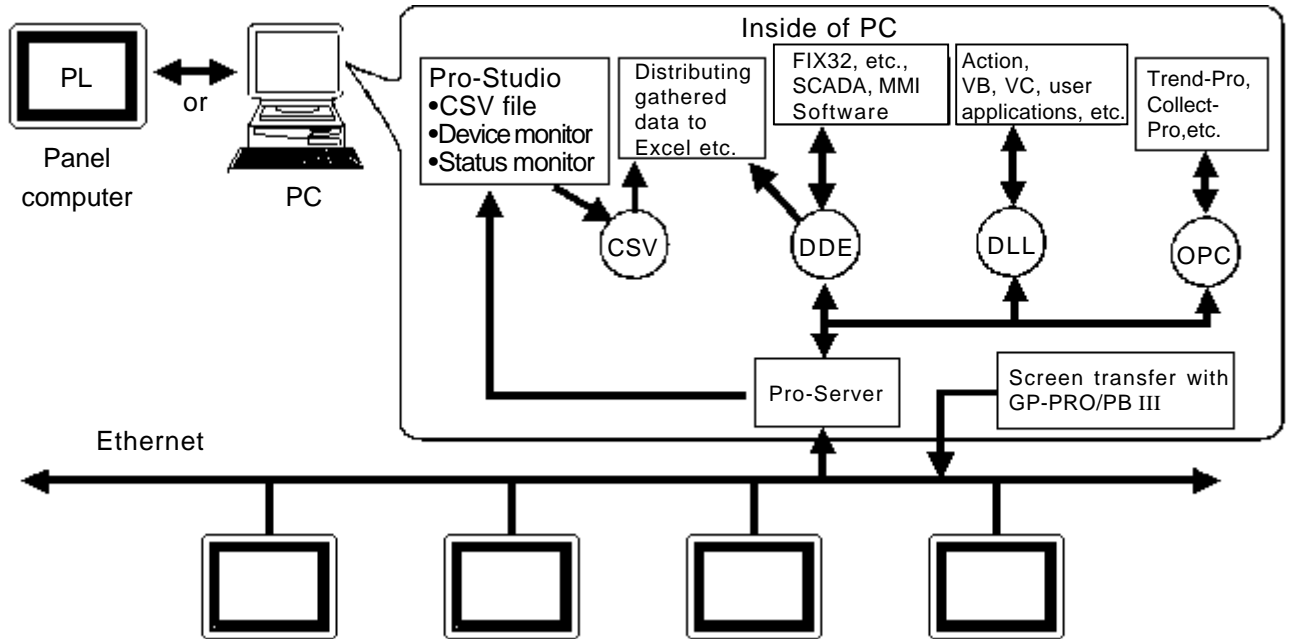 Inside of PC
PL
or
Panel
computer
PC
Pro-Studio
•CSV file
•Device monitor
•Status monitor
Distributing
gathered
data to
Excel etc.
FIX32, etc.,
SCADA, MMI
Software
Action,
VB, VC, user
applications, etc.
Trend-Pro,
Collect-
Pro,etc.
CSV
DDE
DLL
OPC
Pro-Server
Screen transfer with
GP-PRO/PB III
Ethernet